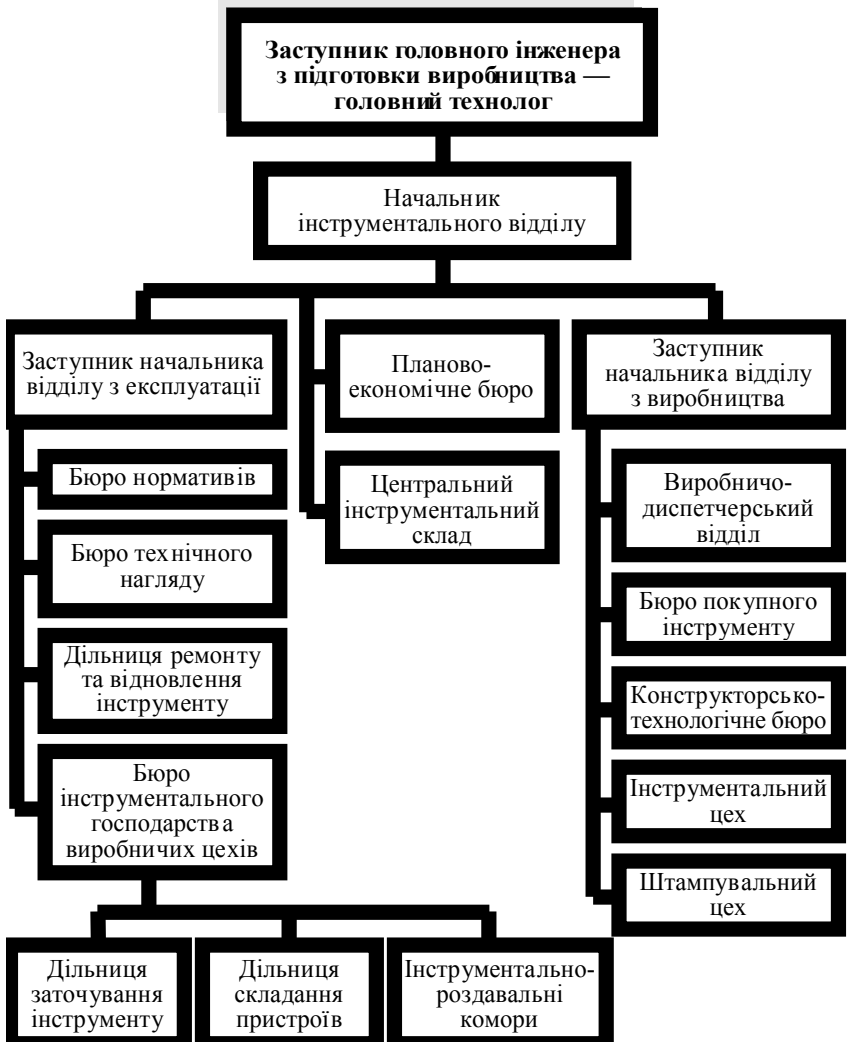 Заступник головного інженера
з підготовки виробництва —
головний технолог
Начальник
інструментального відділу
Заступник начальника
відділу з експлуатації
Планово-
економічне бюро
Заступник
начальника відділу
з виробництва
Бюро нормативів
Центральний
інструментальний
склад
Виробничо-
диспетчерський
відділ
Бюро технічного
нагляду
Бюро покупного
інструменту
Дільниця ремонту
та відновлення
інструменту
Конструкторсько-
технологічне бюро
Бюро
інструментального
господарства
виробничих цехів
Інструментальний
цех
Штампувальний
цех
Дільниця
заточування
інструменту
Дільниця
складання
пристроїв
Інструментально-
роздавальні
комори